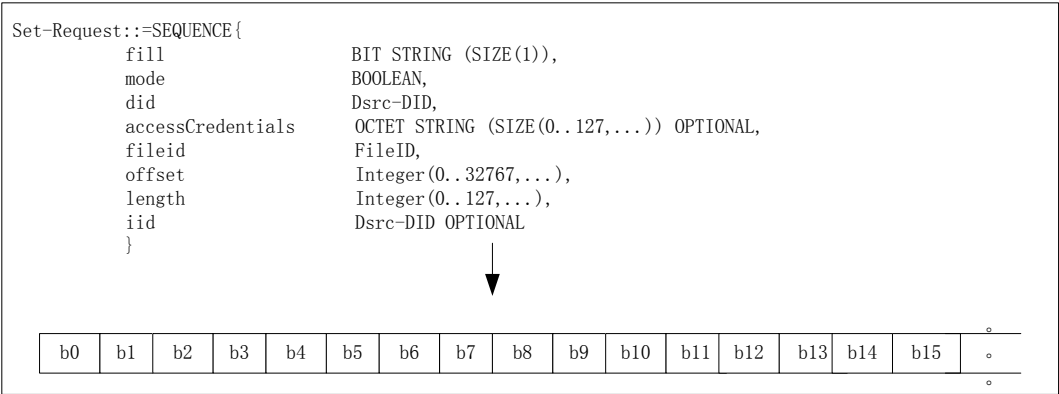 Set-Request::=SEQUENCE{
fill BIT STRING (SIZE(1)),
mode BOOLEAN,
did Dsrc-DID,
accessCredentials OCTET STRING (SIZE(0..127,...)) OPTIONAL,
fileid FileID,
offset Integer(0..32767,...),
length Integer(0..127,...),
iid Dsrc-DID OPTIONAL
}
b0 b1 b2 b3 b4 b5 b6 b7 b8 b9 b10 b11 b12 b13 b14 b15 。。。